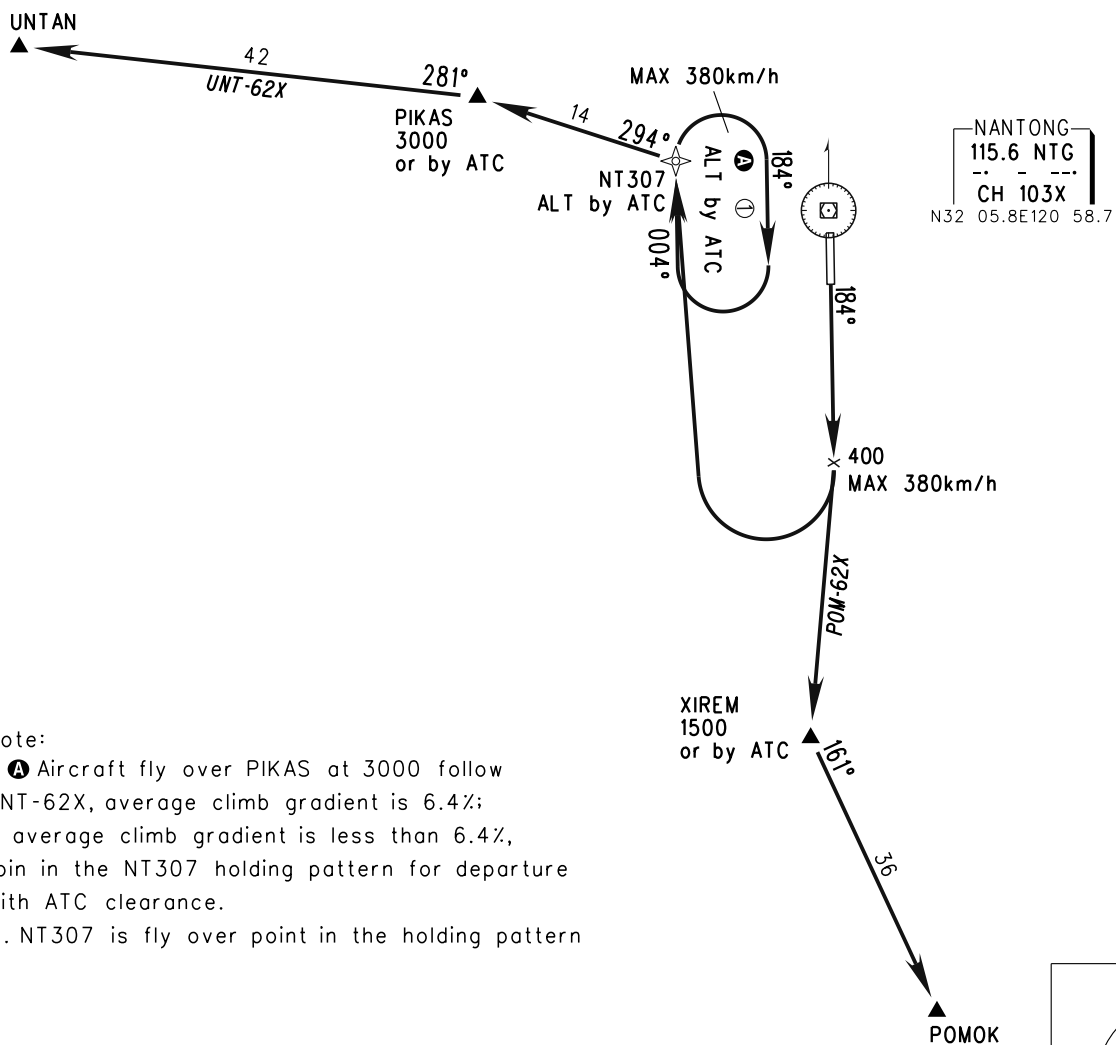 UNTAN
42
UNT-62X
281°
PIKAS
3000
or by ATC
14
294°
MAX 380km/h
NT307
ALT by ATC
A
1
ALT by ATC
184°
004°
NANTONG
115.6 NTG
CH 103X
N32 05.8E120 58.7
184°
400
MAX 380km/h
POM-62X
XIREM
1500
or by ATC
161°
36
POMOK
ote:
A Aircraft fly over PIKAS at 3000 follow
NT-62X, average climb gradient is 6.4%;
average climb gradient is less than 6.4%,
oin in the NT307 holding pattern for departure
ith ATC clearance.
. NT307 is fly over point in the holding pattern